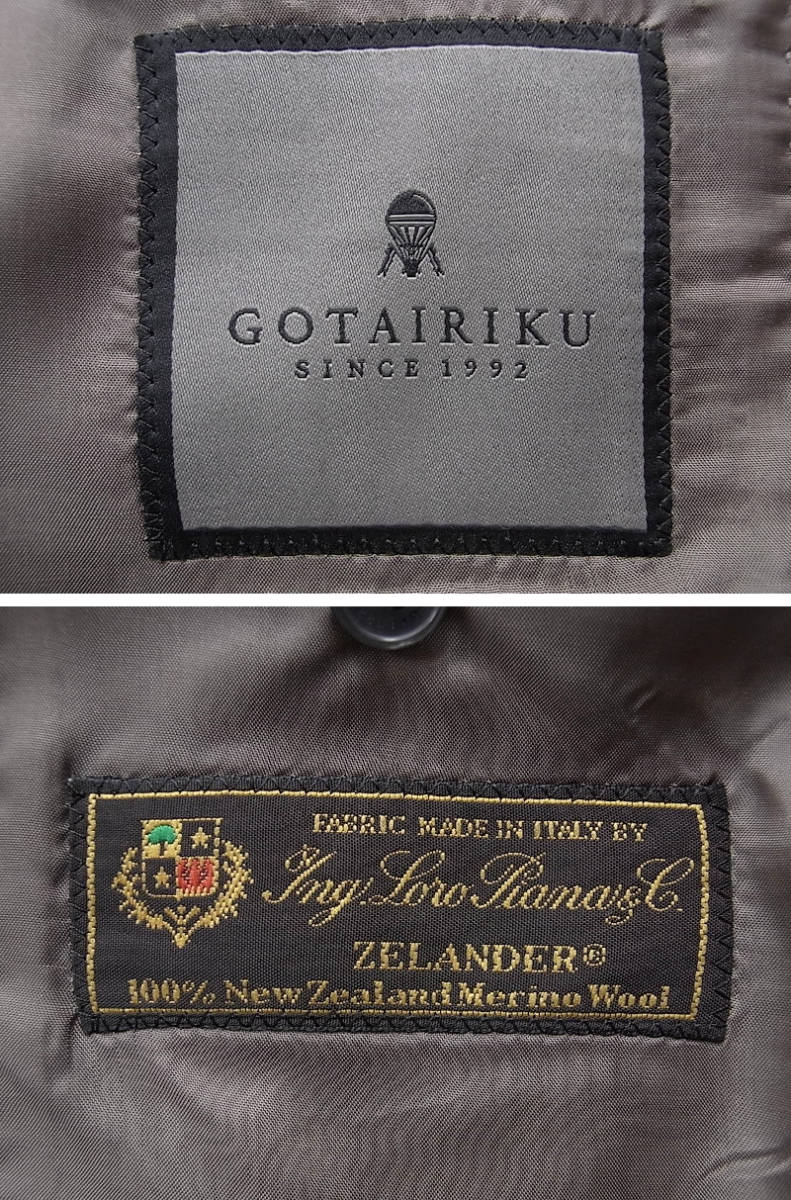 GOTAIRIKU
SINCE 1992
FABRIC MADE IN ITALY BY
Ing. Loro Piana & C.
ZELANDER®
100% New Zealand Merino Wool